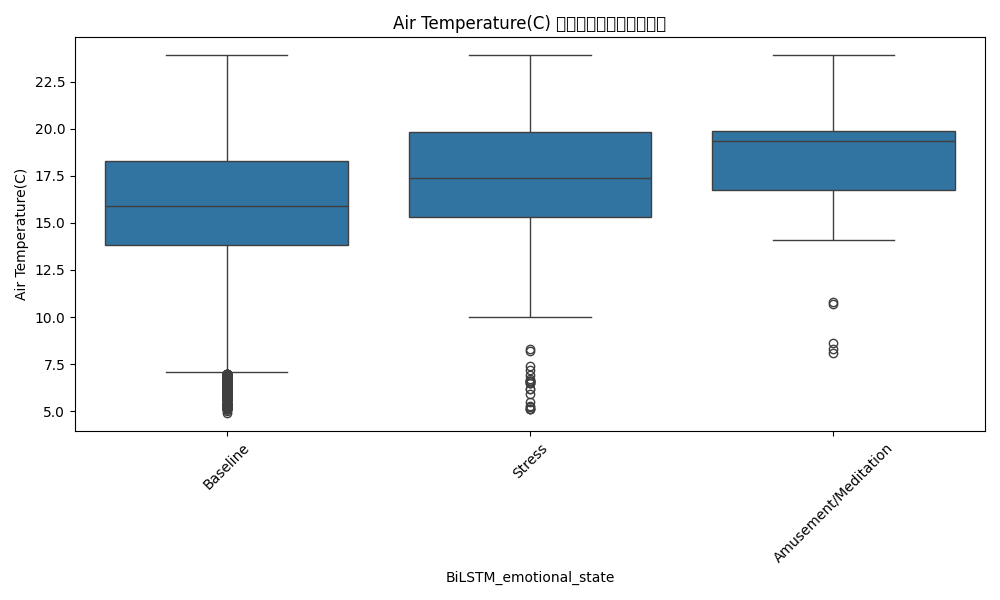 Air Temperature(C)
Air Temperature(C)
22.5
20.0
17.5
15.0
12.5
10.0
7.5
5.0
Baseline
Stress
Amusement/Meditation
BiLSTM_emotional_state